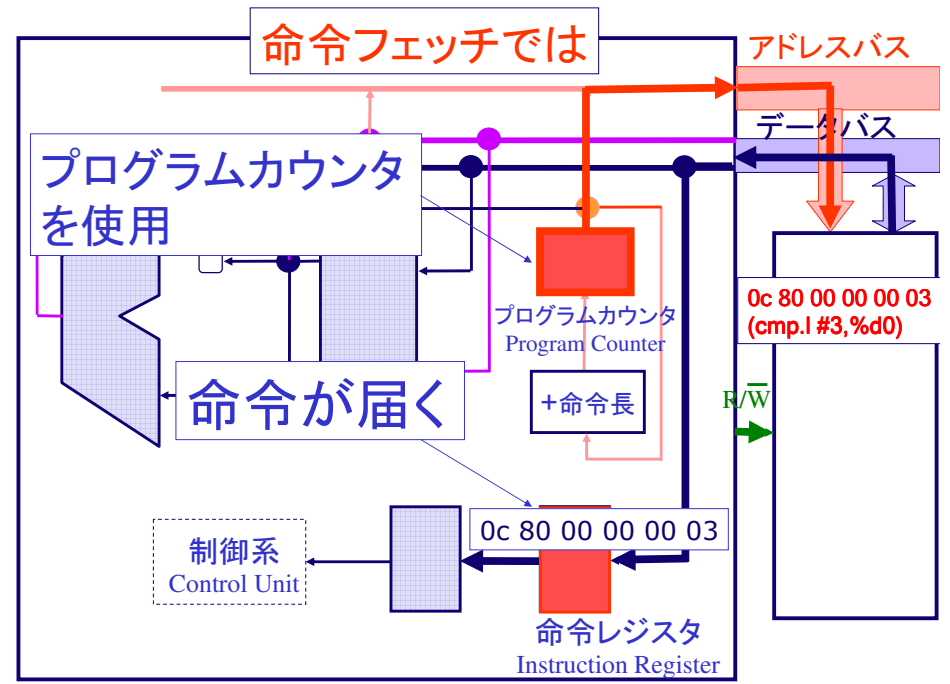 命令フェッチでは
アドレスバス
データバス
プログラムカウンタ
を使用
プログラムカウンタ
Program Counter
0c 80 00 00 00 03
(cmp.l #3,%d0)
命令が届く
+命令長
R/W̅
0c 80 00 00 00 03
制御系
Control Unit
命令レジスタ
Instruction Register